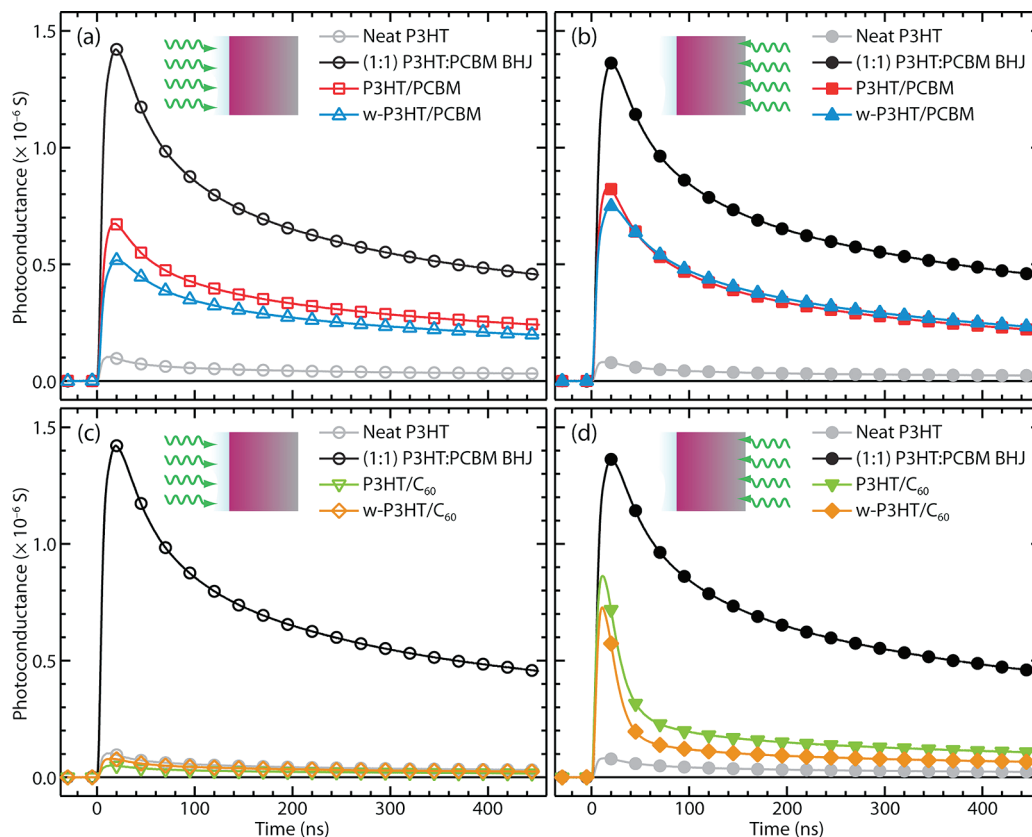 (a)
Neat P3HT
(1:1) P3HT:PCBM BHJ
P3HT/PCBM
w-P3HT/PCBM
1.5
1.0
0.5
0.0
Photoconductance (× 10⁻⁶ S)
(b)
Neat P3HT
(1:1) P3HT:PCBM BHJ
P3HT/PCBM
w-P3HT/PCBM
(c)
Neat P3HT
(1:1) P3HT:PCBM BHJ
P3HT/C₆₀
w-P3HT/C₆₀
1.5
1.0
0.5
0.0
Photoconductance (× 10⁻⁶ S)
0 100 200 300 400
Time (ns)
(d)
Neat P3HT
(1:1) P3HT:PCBM BHJ
P3HT/C₆₀
w-P3HT/C₆₀
0 100 200 300 400
Time (ns)